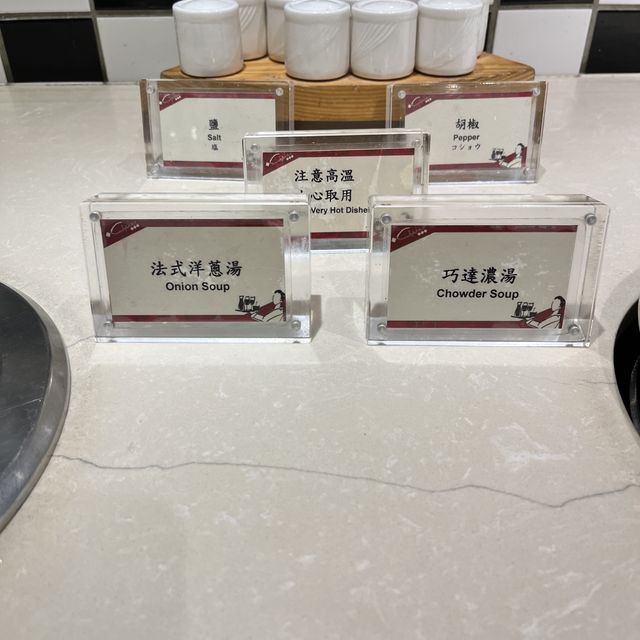 鹽
Salt
塩
胡椒
Pepper
コショウ
注意高溫
心取用
Very Hot Dishes
法式洋蔥湯
Onion Soup
巧達濃湯
Chowder Soup